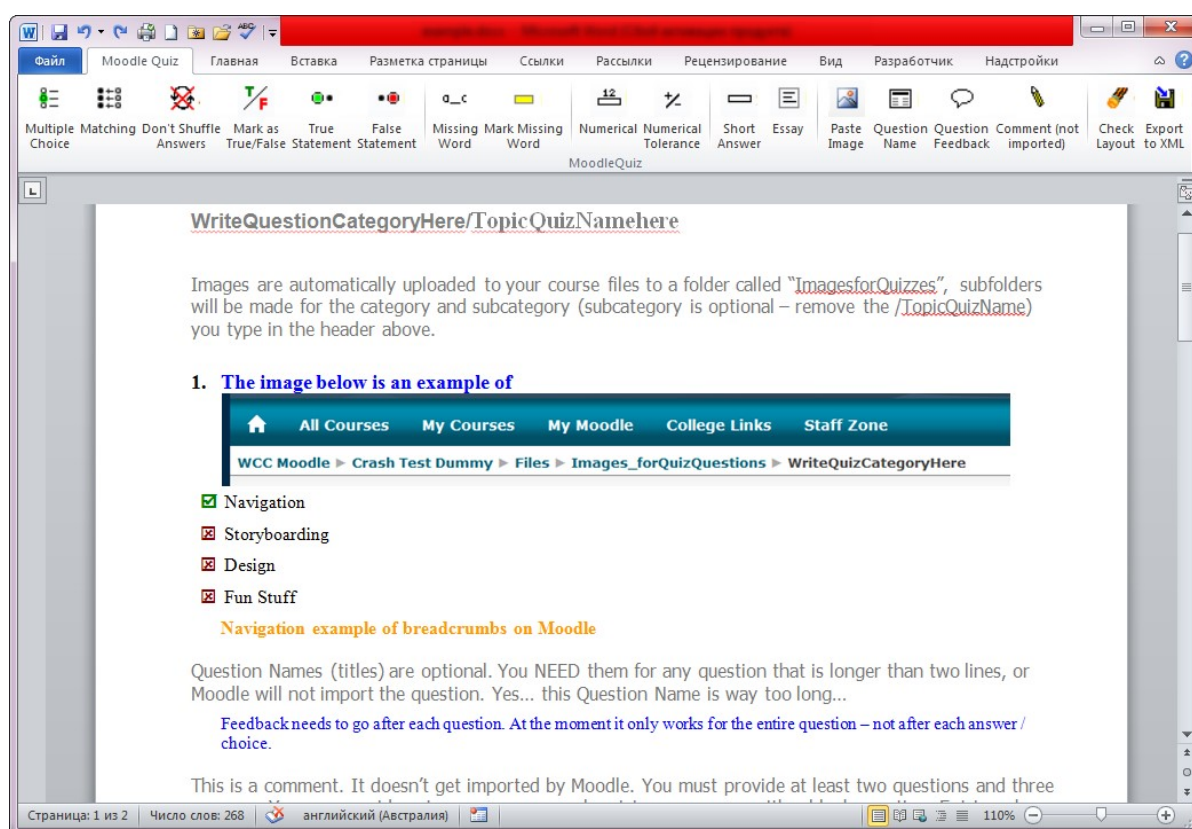 Файл Moodle Quiz Главная Вставка Разметка страницы Ссылки Рассылки Рецензирование Вид Разработчик Надстройки
Multiple Choice Matching Don't Shuffle Answers Mark as True/False True Statement False Statement Missing Word Mark Missing Word Numerical Numerical Tolerance Short Answer Essay Paste Image Question Name Question Feedback Comment (not imported) Check Layout Export to XML
MoodleQuiz
WriteQuestionCategoryHere/TopicQuizNamehere
Images are automatically uploaded to your course files to a folder called “ImagesforQuizzes”, subfolders
will be made for the category and subcategory (subcategory is optional – remove the /TopicQuizName)
you type in the header above.
1. The image below is an example of
All Courses My Courses My Moodle College Links Staff Zone
WCC Moodle ▶ Crash Test Dummy ▶ Files ▶ Images_forQuizQuestions ▶ WriteQuizCategoryHere
Navigation
Storyboarding
Design
Fun Stuff
Navigation example of breadcrumbs on Moodle
Question Names (titles) are optional. You NEED them for any question that is longer than two lines, or
Moodle will not import the question. Yes... this Question Name is way too long...
Feedback needs to go after each question. At the moment it only works for the entire question – not after each answer /
choice.
This is a comment. It doesn’t get imported by Moodle. You must provide at least two questions and three
Страница: 1 из 2 Число слов: 268 английский (Австралия) 110%